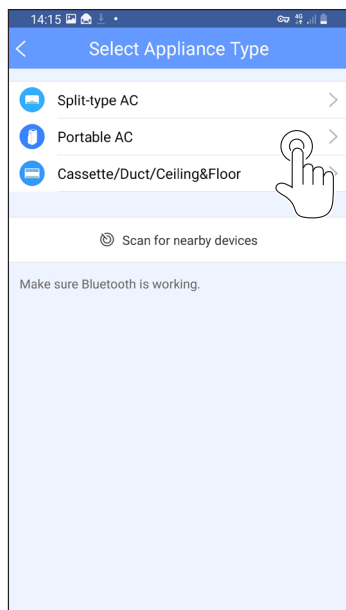 14:15
4G
Select Appliance Type
Split-type AC
Portable AC
Cassette/Duct/Ceiling&Floor
Scan for nearby devices
Make sure Bluetooth is working.